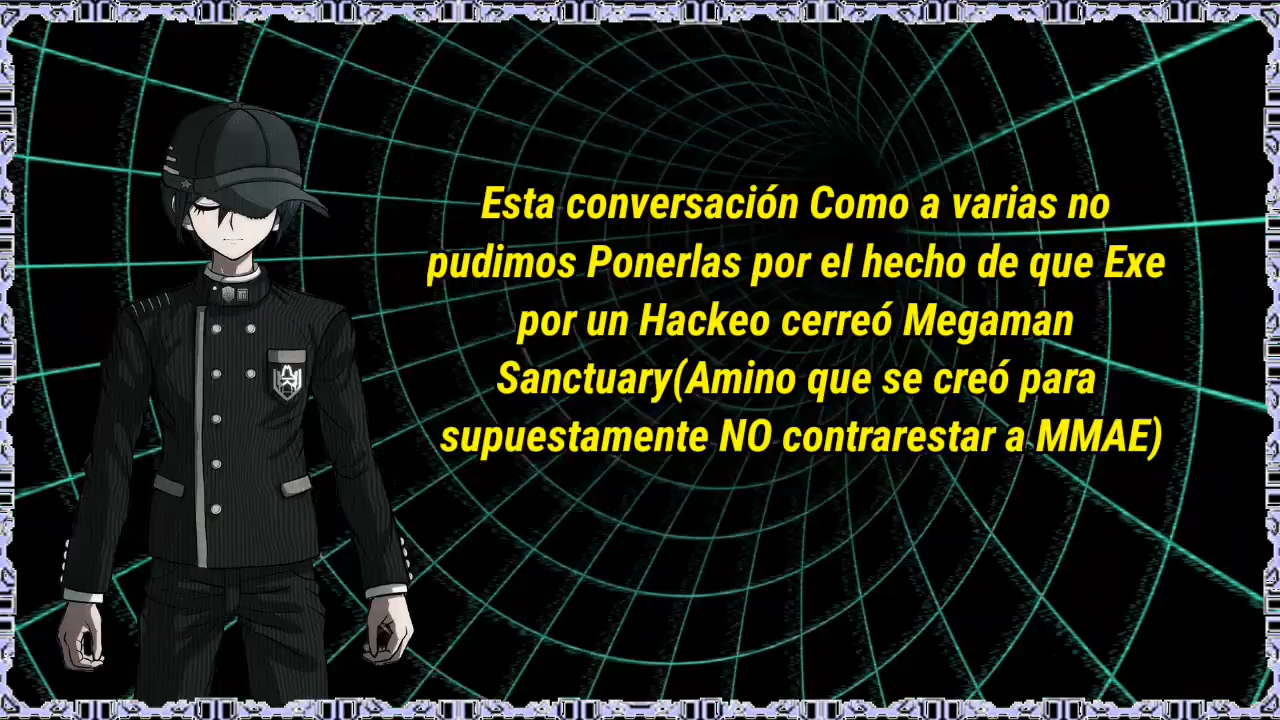 Esta conversación Como a varias no
pudimos Ponerlas por el hecho de que Exe
por un Hackeo cerreó Megaman
Sanctuary(Amino que se creó para
supuestamente NO contrarestar a MMAE)